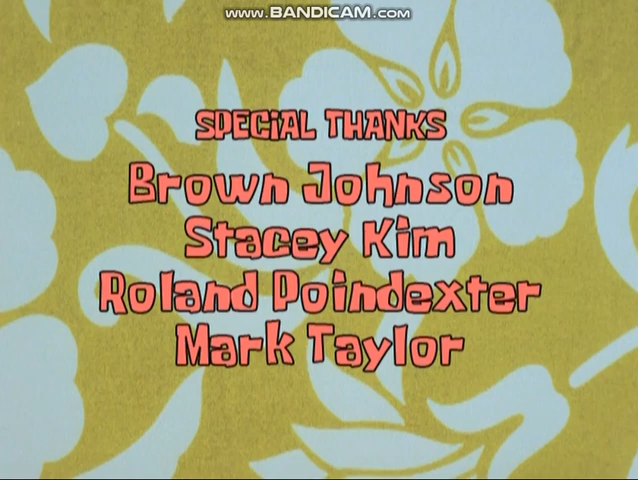 www.BANDICAM.com
SPECiAL THANKS
Brown Johnson
Stacey Kim
Roland Poindexter
Mark Taylor